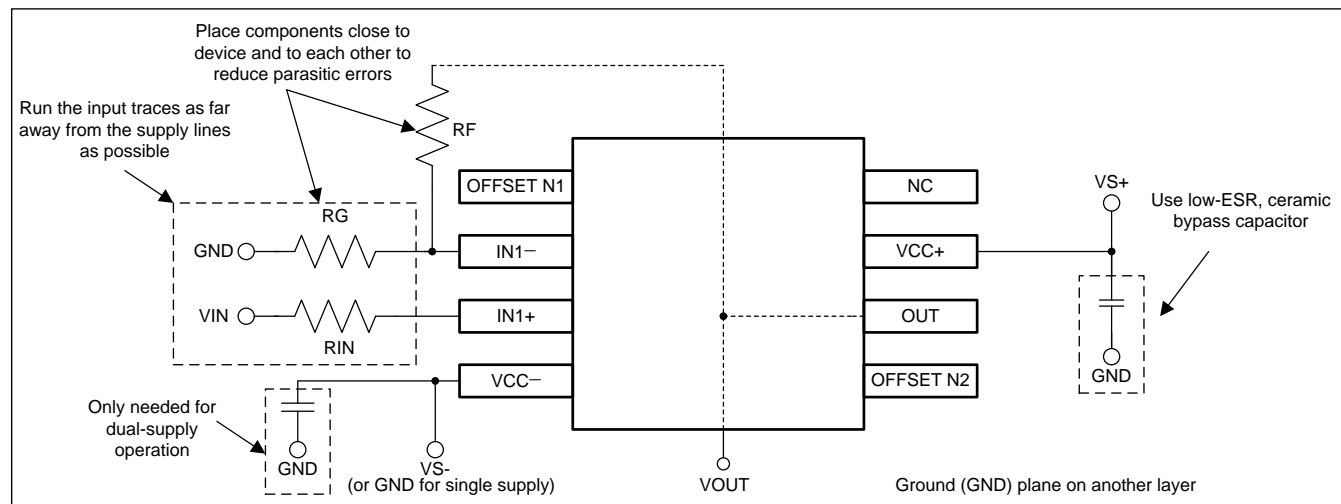 Place components close to
device and to each other to
reduce parasitic errors
Run the input traces as far
away from the supply lines
as possible
RF
OFFSET N1
NC
VS+
Use low-ESR, ceramic
bypass capacitor
RG
GND
IN1−
VCC+
VIN
IN1+
OUT
RIN
VCC−
OFFSET N2
GND
Only needed for
dual-supply
operation
GND
VS-
(or GND for single supply)
VOUT
Ground (GND) plane on another layer